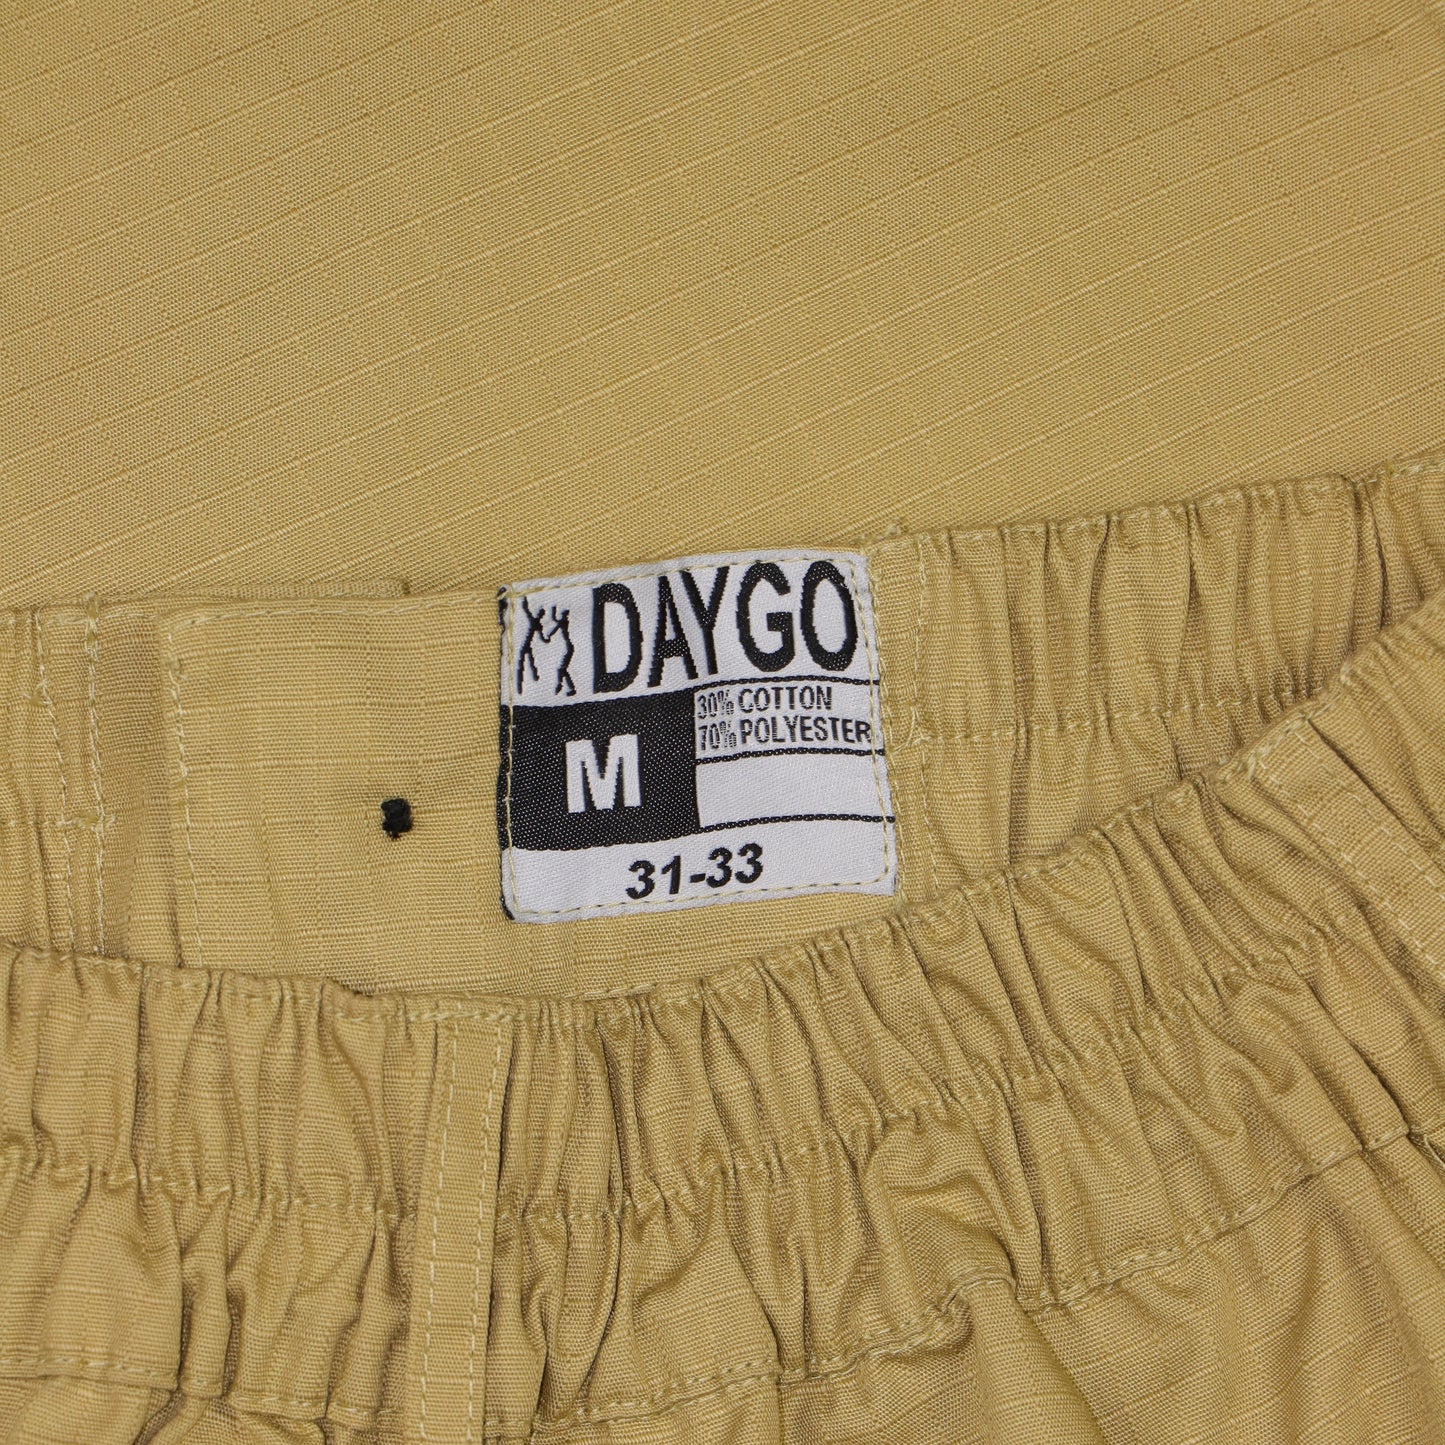 DAYGO
30% COTTON
70% POLYESTER
M
31-33